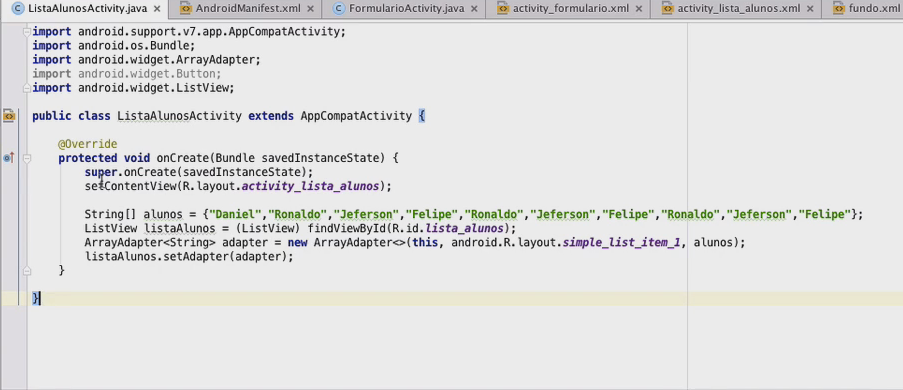 ListaAlunosActivity.java AndroidManifest.xml FormularioActivity.java activity_formulario.xml activity_lista_alunos.xml fundo.xml
import android.support.v7.app.AppCompatActivity;
import android.os.Bundle;
import android.widget.ArrayAdapter;
import android.widget.Button;
import android.widget.ListView;
public class ListaAlunosActivity extends AppCompatActivity {
@Override
protected void onCreate(Bundle savedInstanceState) {
super.onCreate(savedInstanceState);
setContentView(R.layout.activity_lista_alunos);
String[] alunos = {"Daniel","Ronaldo","Jeferson","Felipe","Ronaldo","Jeferson","Felipe","Ronaldo","Jeferson","Felipe"};
ListView listaAlunos = (ListView) findViewById(R.id.lista_alunos);
ArrayAdapter<String> adapter = new ArrayAdapter<>(this, android.R.layout.simple_list_item_1, alunos);
listaAlunos.setAdapter(adapter);
}
}